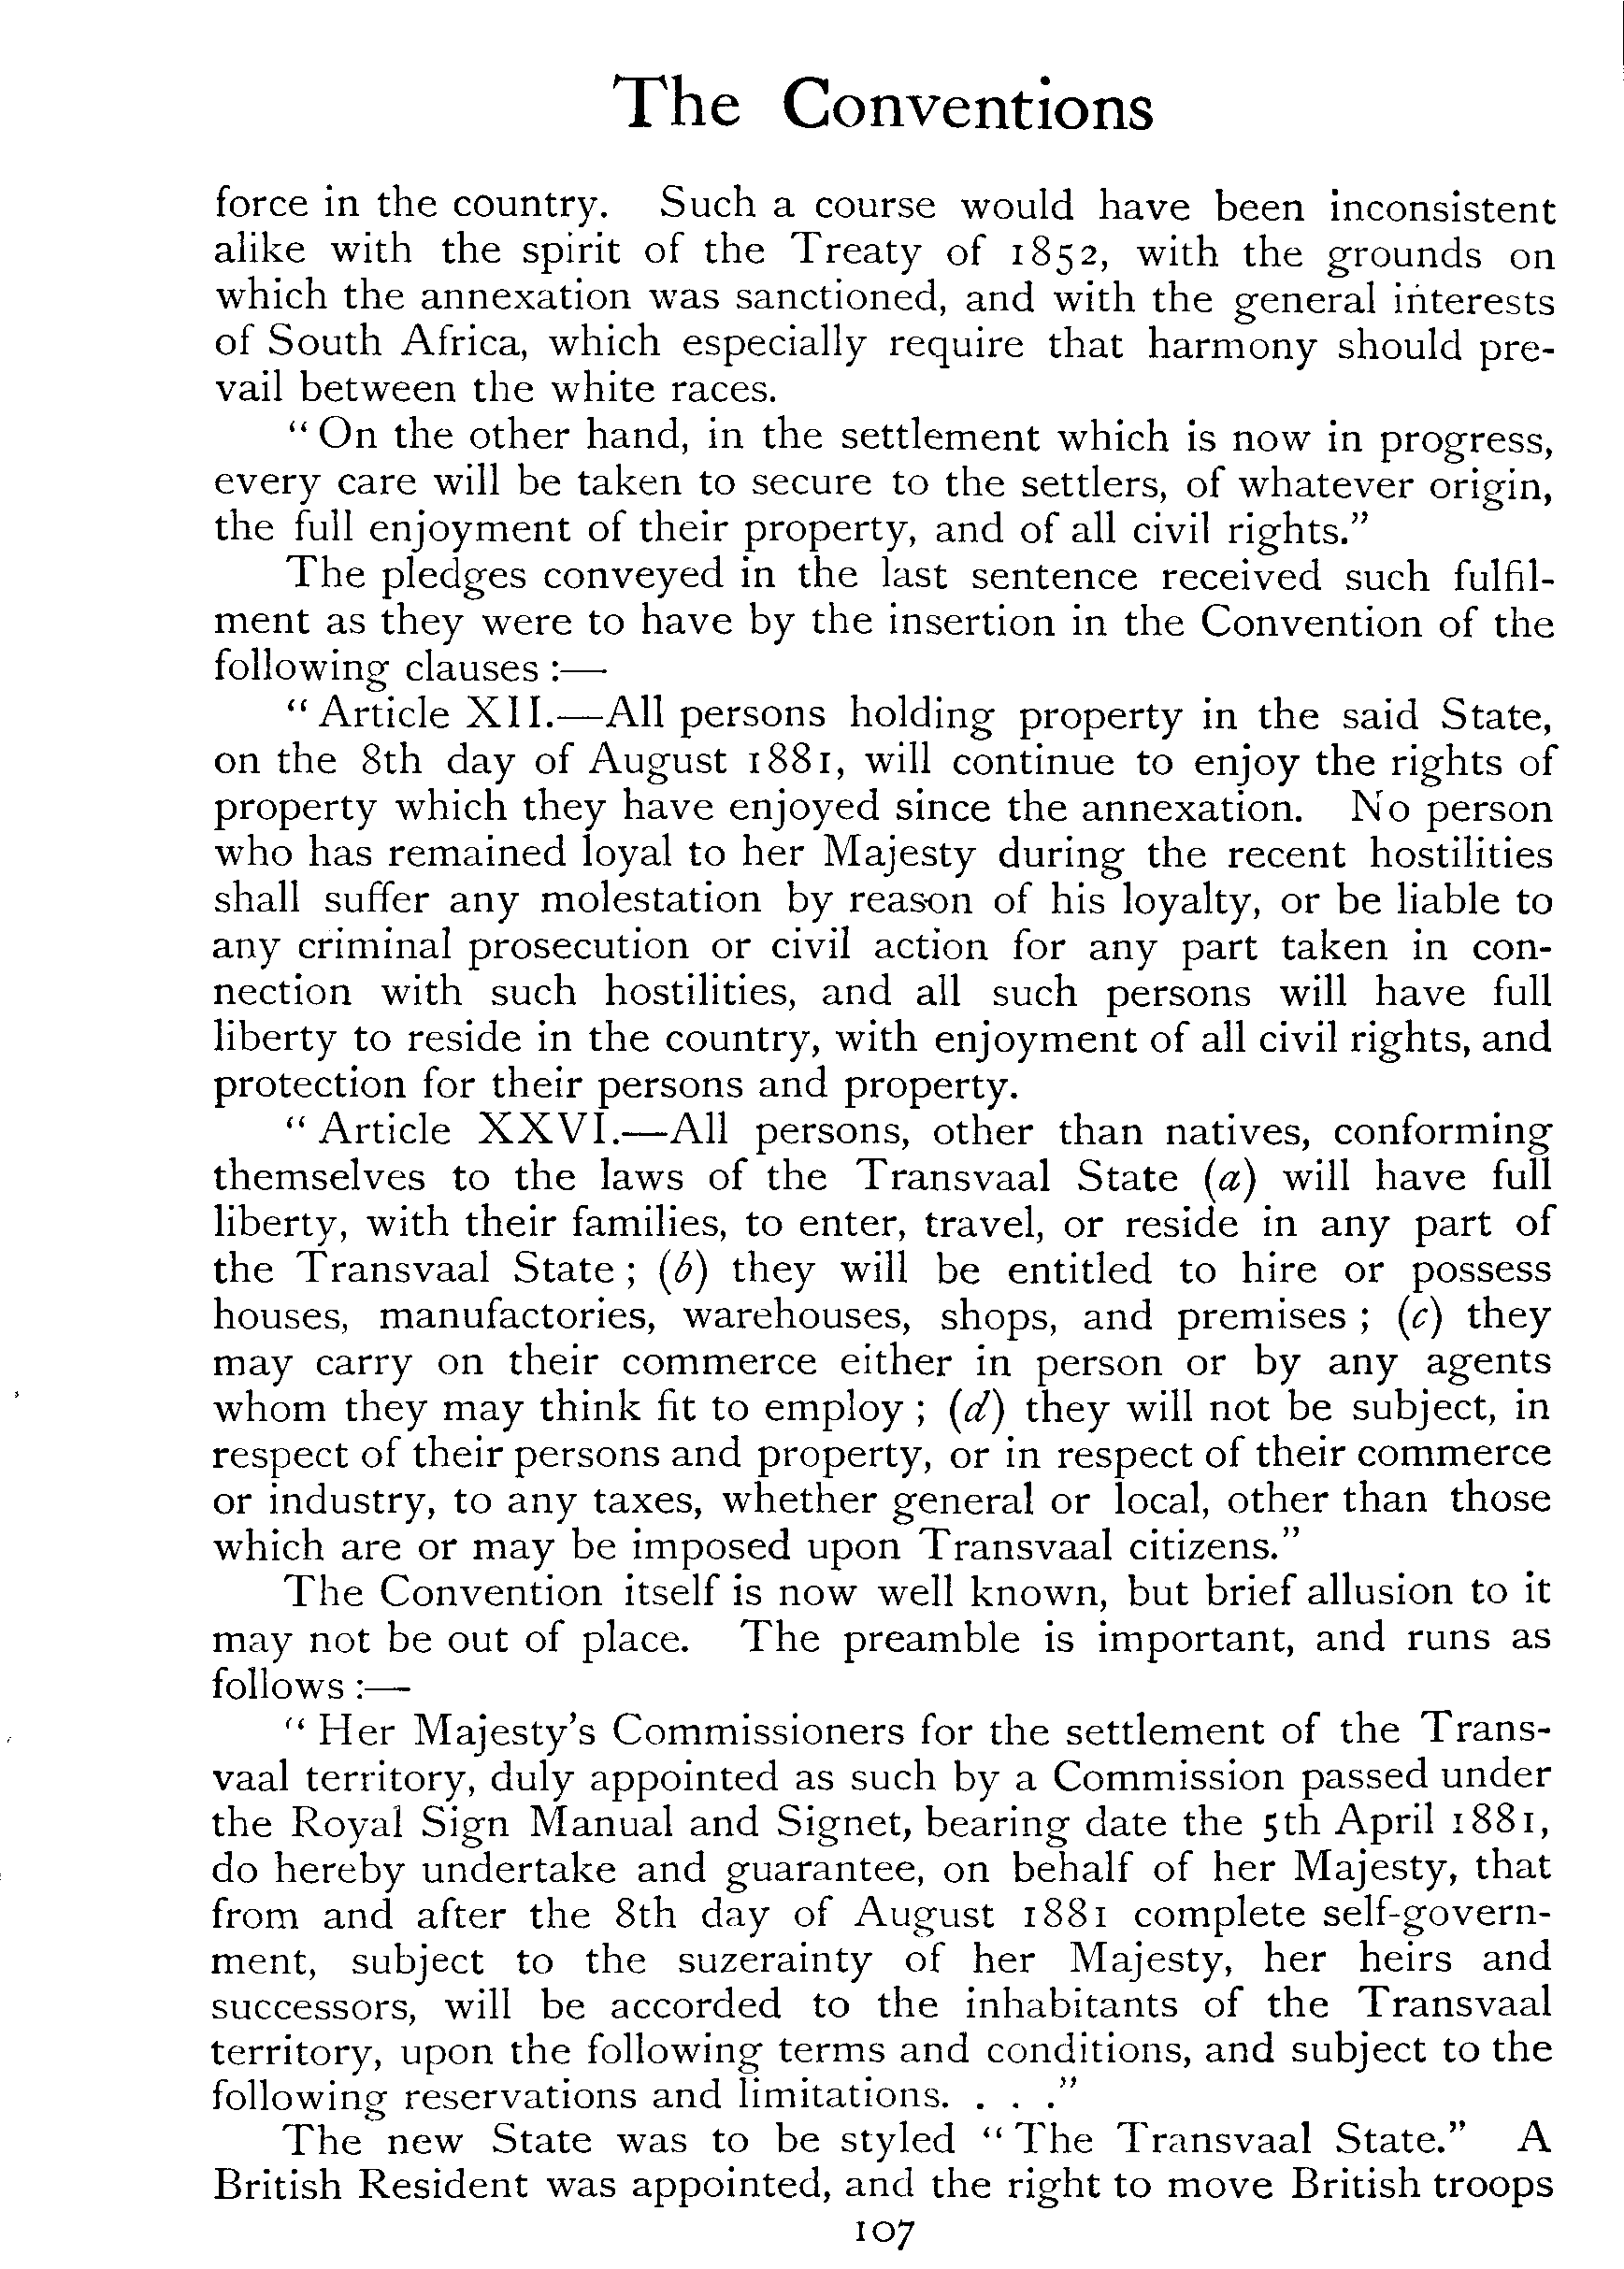 The Conventions
force in the country. Such a course would have been inconsistent
alike with the spirit of the Treaty of 1852, with the grounds on
which the annexation was sanctioned, and with the general interests
of South Africa, which especially require that harmony should pre-
vail between the white races.
“ On the other hand, in the settlement which is now in progress,
every care will be taken to secure to the settlers, of whatever origin,
the full enjoyment of their property, and of all civil rights.”
The pledges conveyed in the last sentence received such fulfil-
ment as they were to have by the insertion in the Convention of the
following clauses :—
“ Article XII.—All persons holding property in the said State,
on the 8th day of August 1881, will continue to enjoy the rights of
property which they have enjoyed since the annexation. No person
who has remained loyal to her Majesty during the recent hostilities
shall suffer any molestation by reason of his loyalty, or be liable to
any criminal prosecution or civil action for any part taken in con-
nection with such hostilities, and all such persons will have full
liberty to reside in the country, with enjoyment of all civil rights, and
protection for their persons and property.
“ Article XXVI.—All persons, other than natives, conforming
themselves to the laws of the Transvaal State (a) will have full
liberty, with their families, to enter, travel, or reside in any part of
the Transvaal State ; (b) they will be entitled to hire or possess
houses, manufactories, warehouses, shops, and premises ; (c) they
may carry on their commerce either in person or by any agents
whom they may think fit to employ ; (d) they will not be subject, in
respect of their persons and property, or in respect of their commerce
or industry, to any taxes, whether general or local, other than those
which are or may be imposed upon Transvaal citizens.”
The Convention itself is now well known, but brief allusion to it
may not be out of place. The preamble is important, and runs as
follows :—
“ Her Majesty’s Commissioners for the settlement of the Trans-
vaal territory, duly appointed as such by a Commission passed under
the Royal Sign Manual and Signet, bearing date the 5th April 1881,
do hereby undertake and guarantee, on behalf of her Majesty, that
from and after the 8th day of August 1881 complete self-govern-
ment, subject to the suzerainty of her Majesty, her heirs and
successors, will be accorded to the inhabitants of the Transvaal
territory, upon the following terms and conditions, and subject to the
following reservations and limitations. . . .”
The new State was to be styled “ The Transvaal State.” A
British Resident was appointed, and the right to move British troops
107